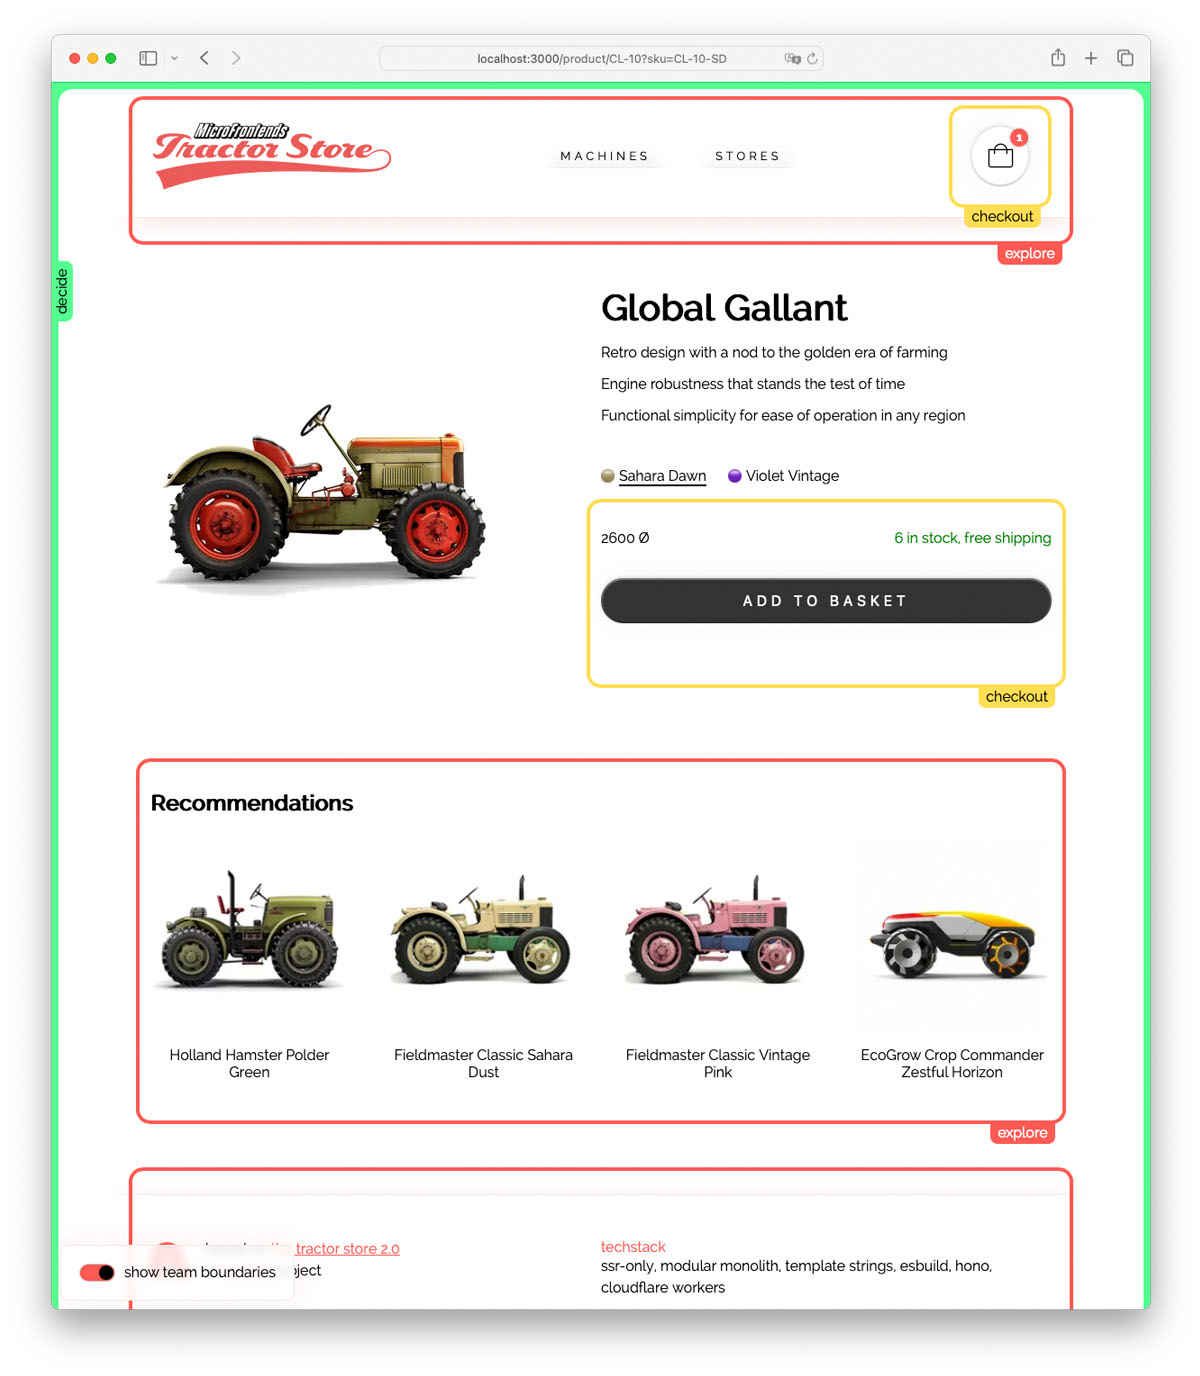 localhost:3000/product/CL-10?sku=CL-10-SD
MicroFrontends
Tractor Store
MACHINES
STORES
1
checkout
explore
decide
Global Gallant
Retro design with a nod to the golden era of farming
Engine robustness that stands the test of time
Functional simplicity for ease of operation in any region
Sahara Dawn
Violet Vintage
2600 Ø
6 in stock, free shipping
ADD TO BASKET
checkout
Recommendations
Holland Hamster Polder
Green
Fieldmaster Classic Sahara
Dust
Fieldmaster Classic Vintage
Pink
EcoGrow Crop Commander
Zestful Horizon
explore
tractor store 2.0
show team boundaries
techstack
ssr-only, modular monolith, template strings, esbuild, hono,
cloudflare workers